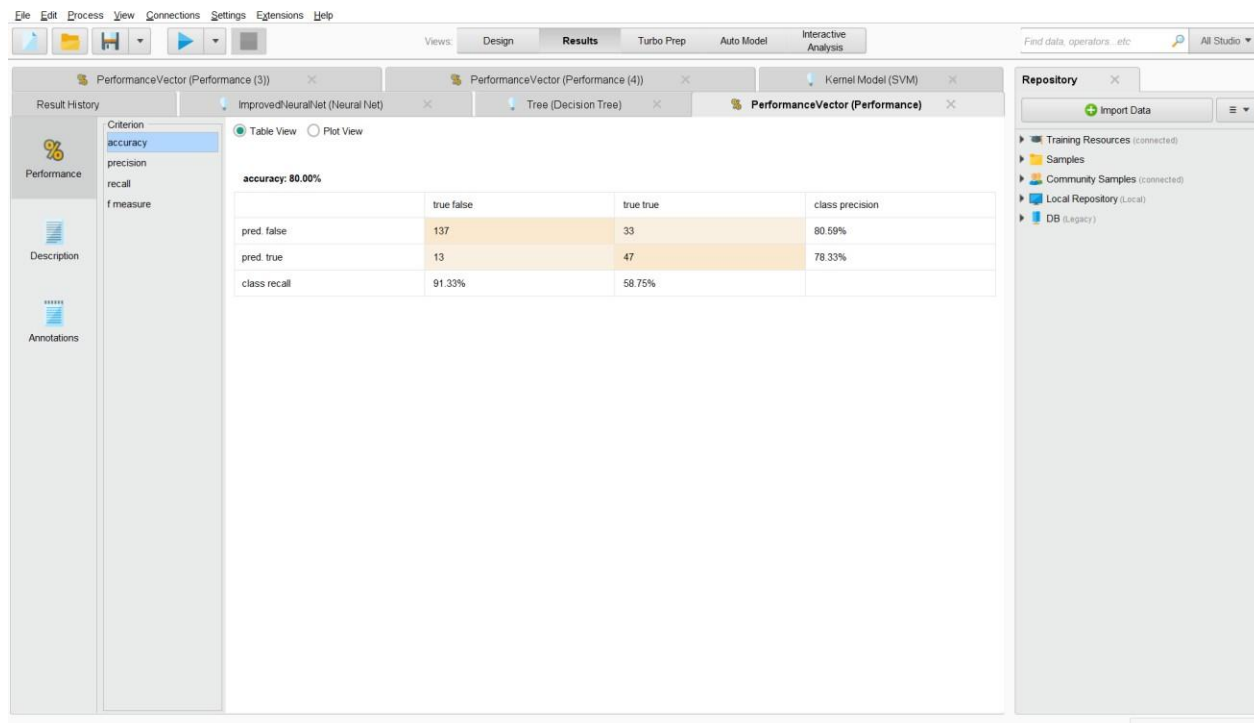 File Edit Process View Connections Settings Extensions Help
Views: Design Results Turbo Prep Auto Model Interactive Analysis
Find data, operators...etc All Studio
PerformanceVector (Performance (3)) PerformanceVector (Performance (4)) Kernel Model (SVM)
Result History ImprovedNeuralNet (Neural Net) Tree (Decision Tree) PerformanceVector (Performance)
Repository
Import Data
Training Resources (connected)
Samples
Community Samples (connected)
Local Repository (Local)
DB (Legacy)
%
Performance
Description
Annotations
Criterion
accuracy
precision
recall
f measure
Table View Plot View
accuracy: 80.00%
true false true true class precision
pred. false 137 33 80.59%
pred. true 13 47 78.33%
class recall 91.33% 58.75%